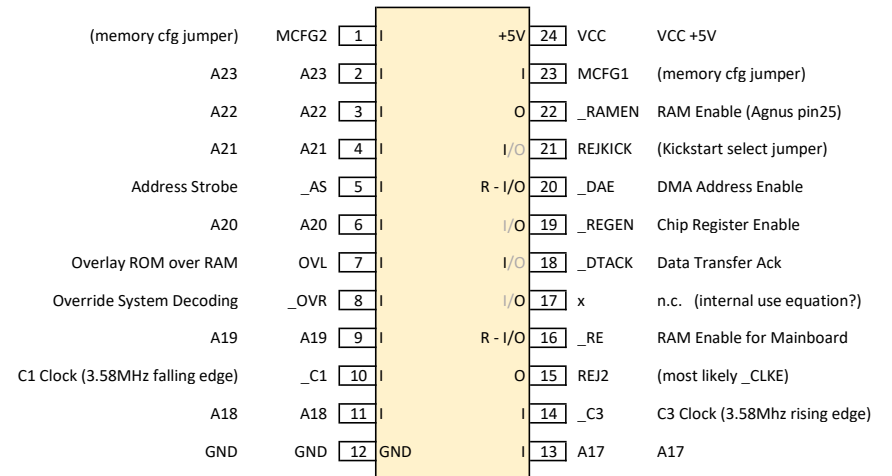 (memory cfg jumper) MCFG2 1 I +5V 24 VCC VCC +5V
A23 A23 2 I I 23 MCFG1 (memory cfg jumper)
A22 A22 3 I O 22 _RAMEN RAM Enable (Agnus pin25)
A21 A21 4 I I/O 21 REJKICK (Kickstart select jumper)
Address Strobe _AS 5 I R - I/O 20 _DAE DMA Address Enable
A20 A20 6 I I/O 19 _REGEN Chip Register Enable
Overlay ROM over RAM OVL 7 I I/O 18 _DTACK Data Transfer Ack
Override System Decoding _OVR 8 I I/O 17 x n.c. (internal use equation?)
A19 A19 9 I R - I/O 16 _RE RAM Enable for Mainboard
C1 Clock (3.58MHz falling edge) _C1 10 I O 15 REJ2 (most likely _CLKE)
A18 A18 11 I I 14 _C3 C3 Clock (3.58Mhz rising edge)
GND GND 12 GND I 13 A17 A17